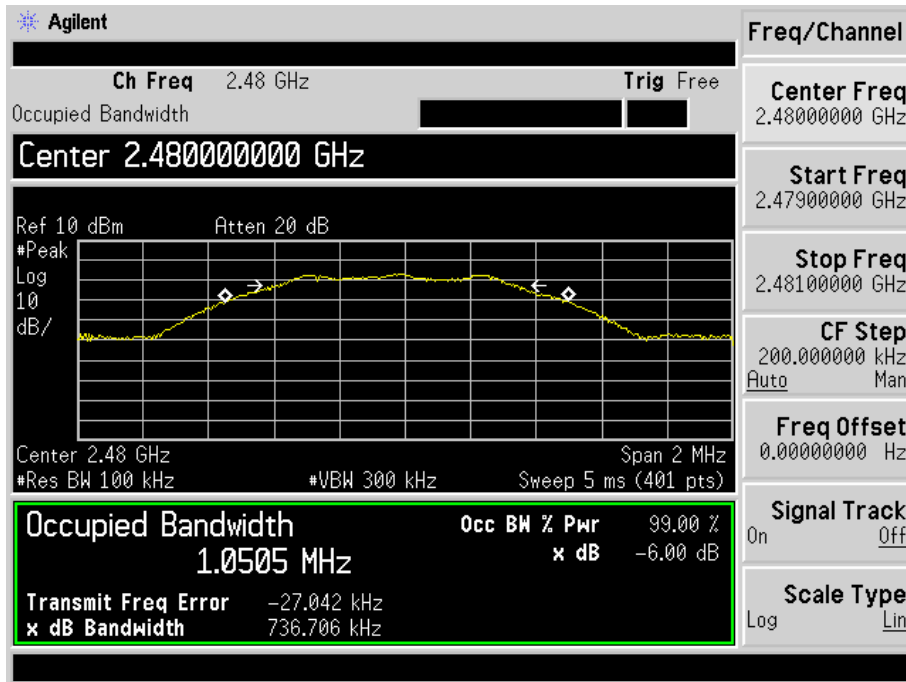 Agilent
Freq/Channel
Ch Freq 2.48 GHz Trig Free
Occupied Bandwidth
Center 2.480000000 GHz
Ref 10 dBm Atten 20 dB
#Peak
Log
10
dB/
Center 2.48 GHz Span 2 MHz
#Res BW 100 kHz #VBW 300 kHz Sweep 5 ms (401 pts)
Occupied Bandwidth Occ BW % Pwr 99.00 %
1.0505 MHz x dB -6.00 dB
Transmit Freq Error -27.042 kHz
x dB Bandwidth 736.706 kHz
Center Freq
2.48000000 GHz
Start Freq
2.47900000 GHz
Stop Freq
2.48100000 GHz
CF Step
200.000000 kHz
Auto Man
Freq Offset
0.00000000 Hz
Signal Track
On Off
Scale Type
Log Lin